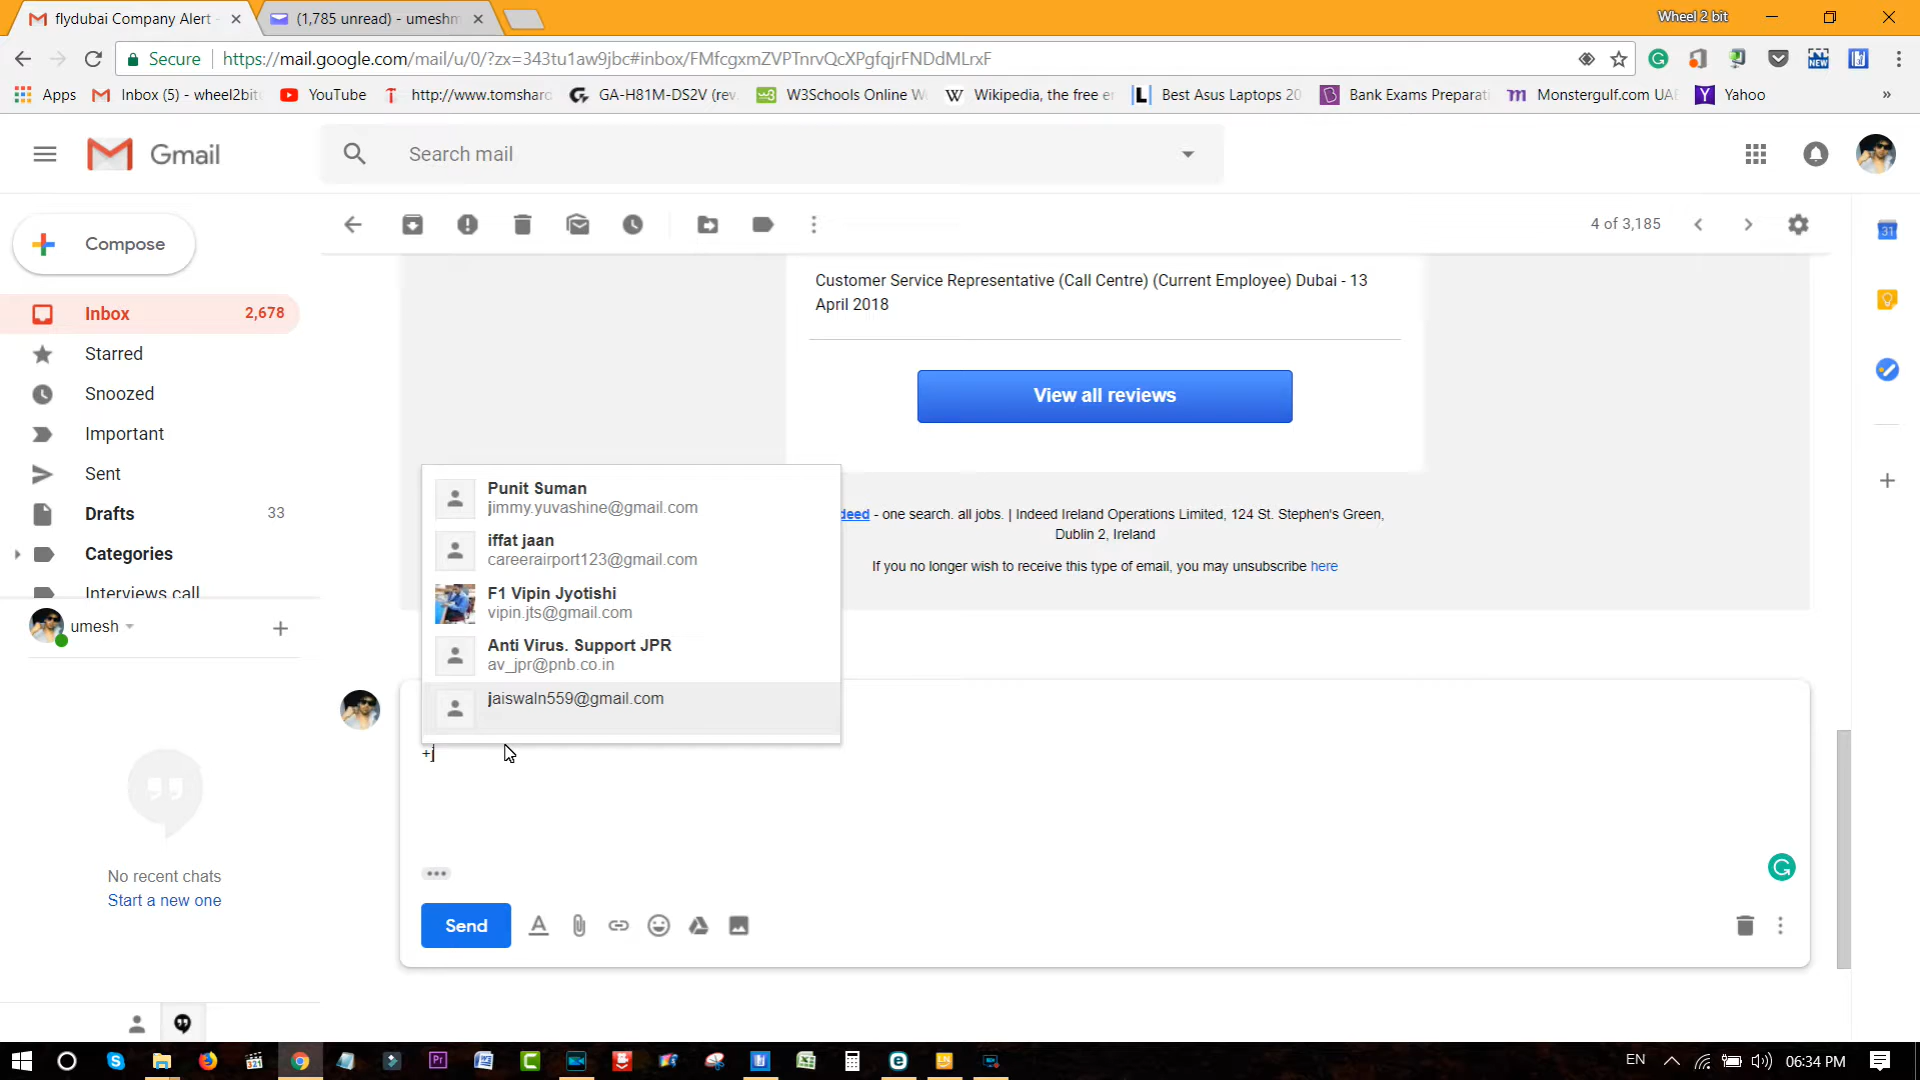 flydubai Company Alert -
(1,785 unread) - umeshm
Wheel 2 bit
Secure
https://mail.google.com/mail/u/0/?zx=343tu1aw9jbc#inbox/FMfcgxmZVPTnrvQcXPgfqjrFNDdMLrxF
Apps
Inbox (5) - wheel2bit
YouTube
http://www.tomshard
GA-H81M-DS2V (rev.
W3Schools Online W
Wikipedia, the free e
Best Asus Laptops 20
Bank Exams Preparati
Monstergulf.com UA
Yahoo
»
NEW
Gmail
Search mail
Compose
4 of 3,185
31
Inbox 2,678
Starred
Snoozed
Important
Sent
Drafts 33
Categories
Interviews call
umesh
No recent chats
Start a new one
Customer Service Representative (Call Centre) (Current Employee) Dubai - 13
April 2018
View all reviews
deed - one search. all jobs. | Indeed Ireland Operations Limited, 124 St. Stephen's Green,
Dublin 2, Ireland
If you no longer wish to receive this type of email, you may unsubscribe here
Punit Suman
jimmy.yuvashine@gmail.com
iffat jaan
careerairport123@gmail.com
F1 Vipin Jyotishi
vipin.jts@gmail.com
Anti Virus. Support JPR
av_jpr@pnb.co.in
jaiswaln559@gmail.com
+j
Send
EN
06:34 PM